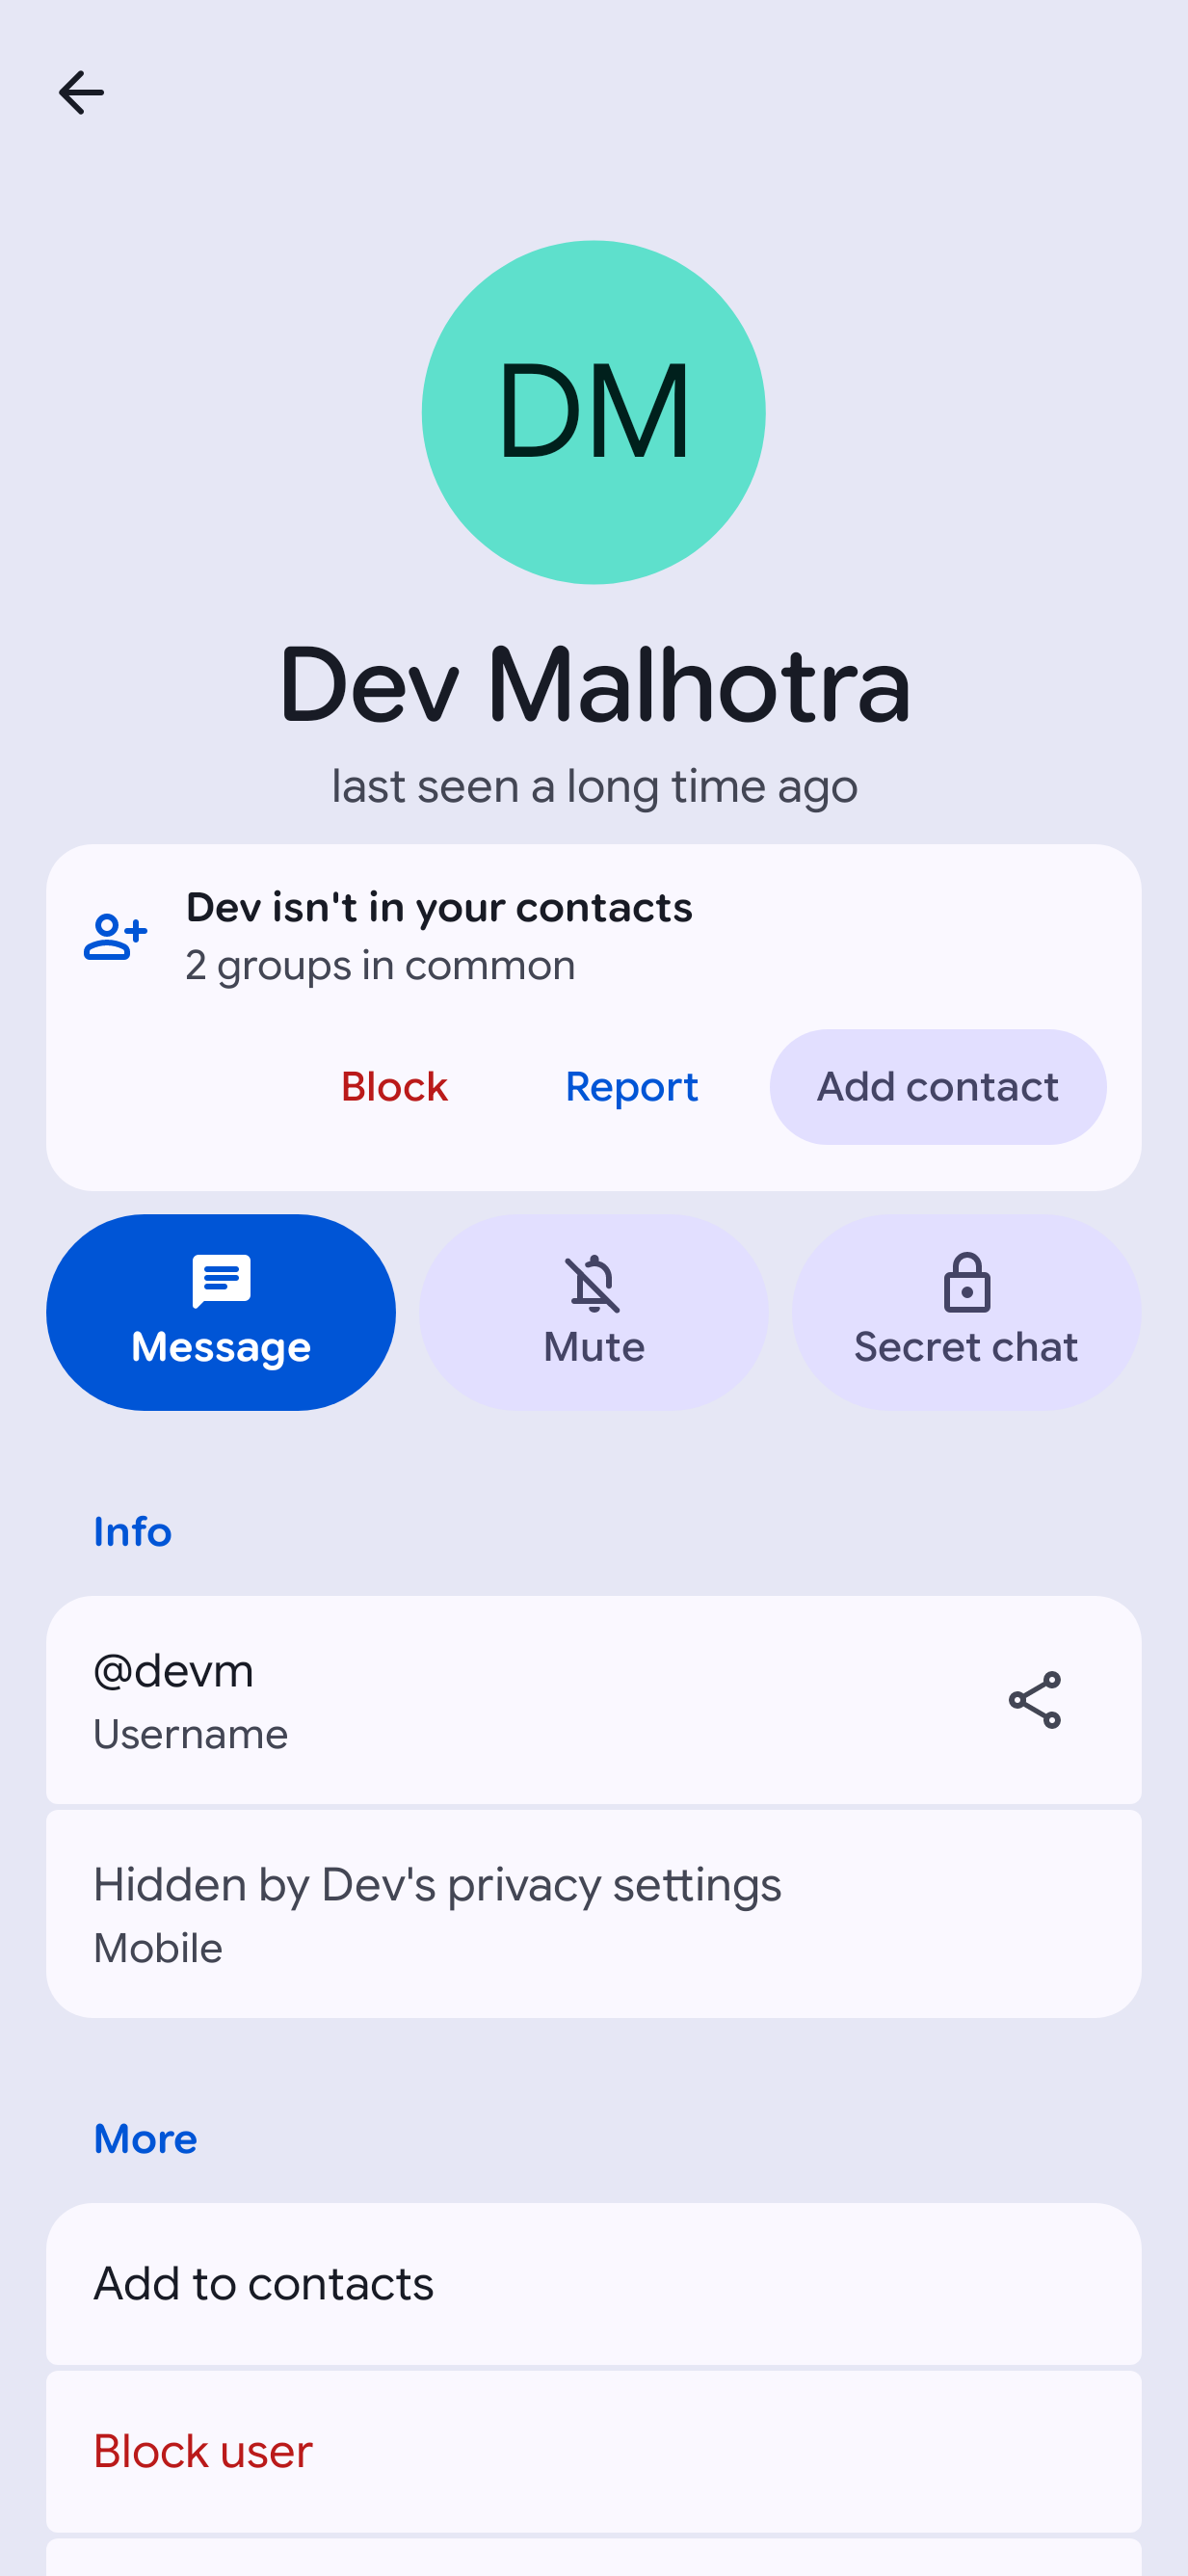 DM
Dev Malhotra
last seen a long time ago
Dev isn't in your contacts
2 groups in common
Block
Report
Add contact
Message
Mute
Secret chat
Info
@devm
Username
Hidden by Dev's privacy settings
Mobile
More
Add to contacts
Block user